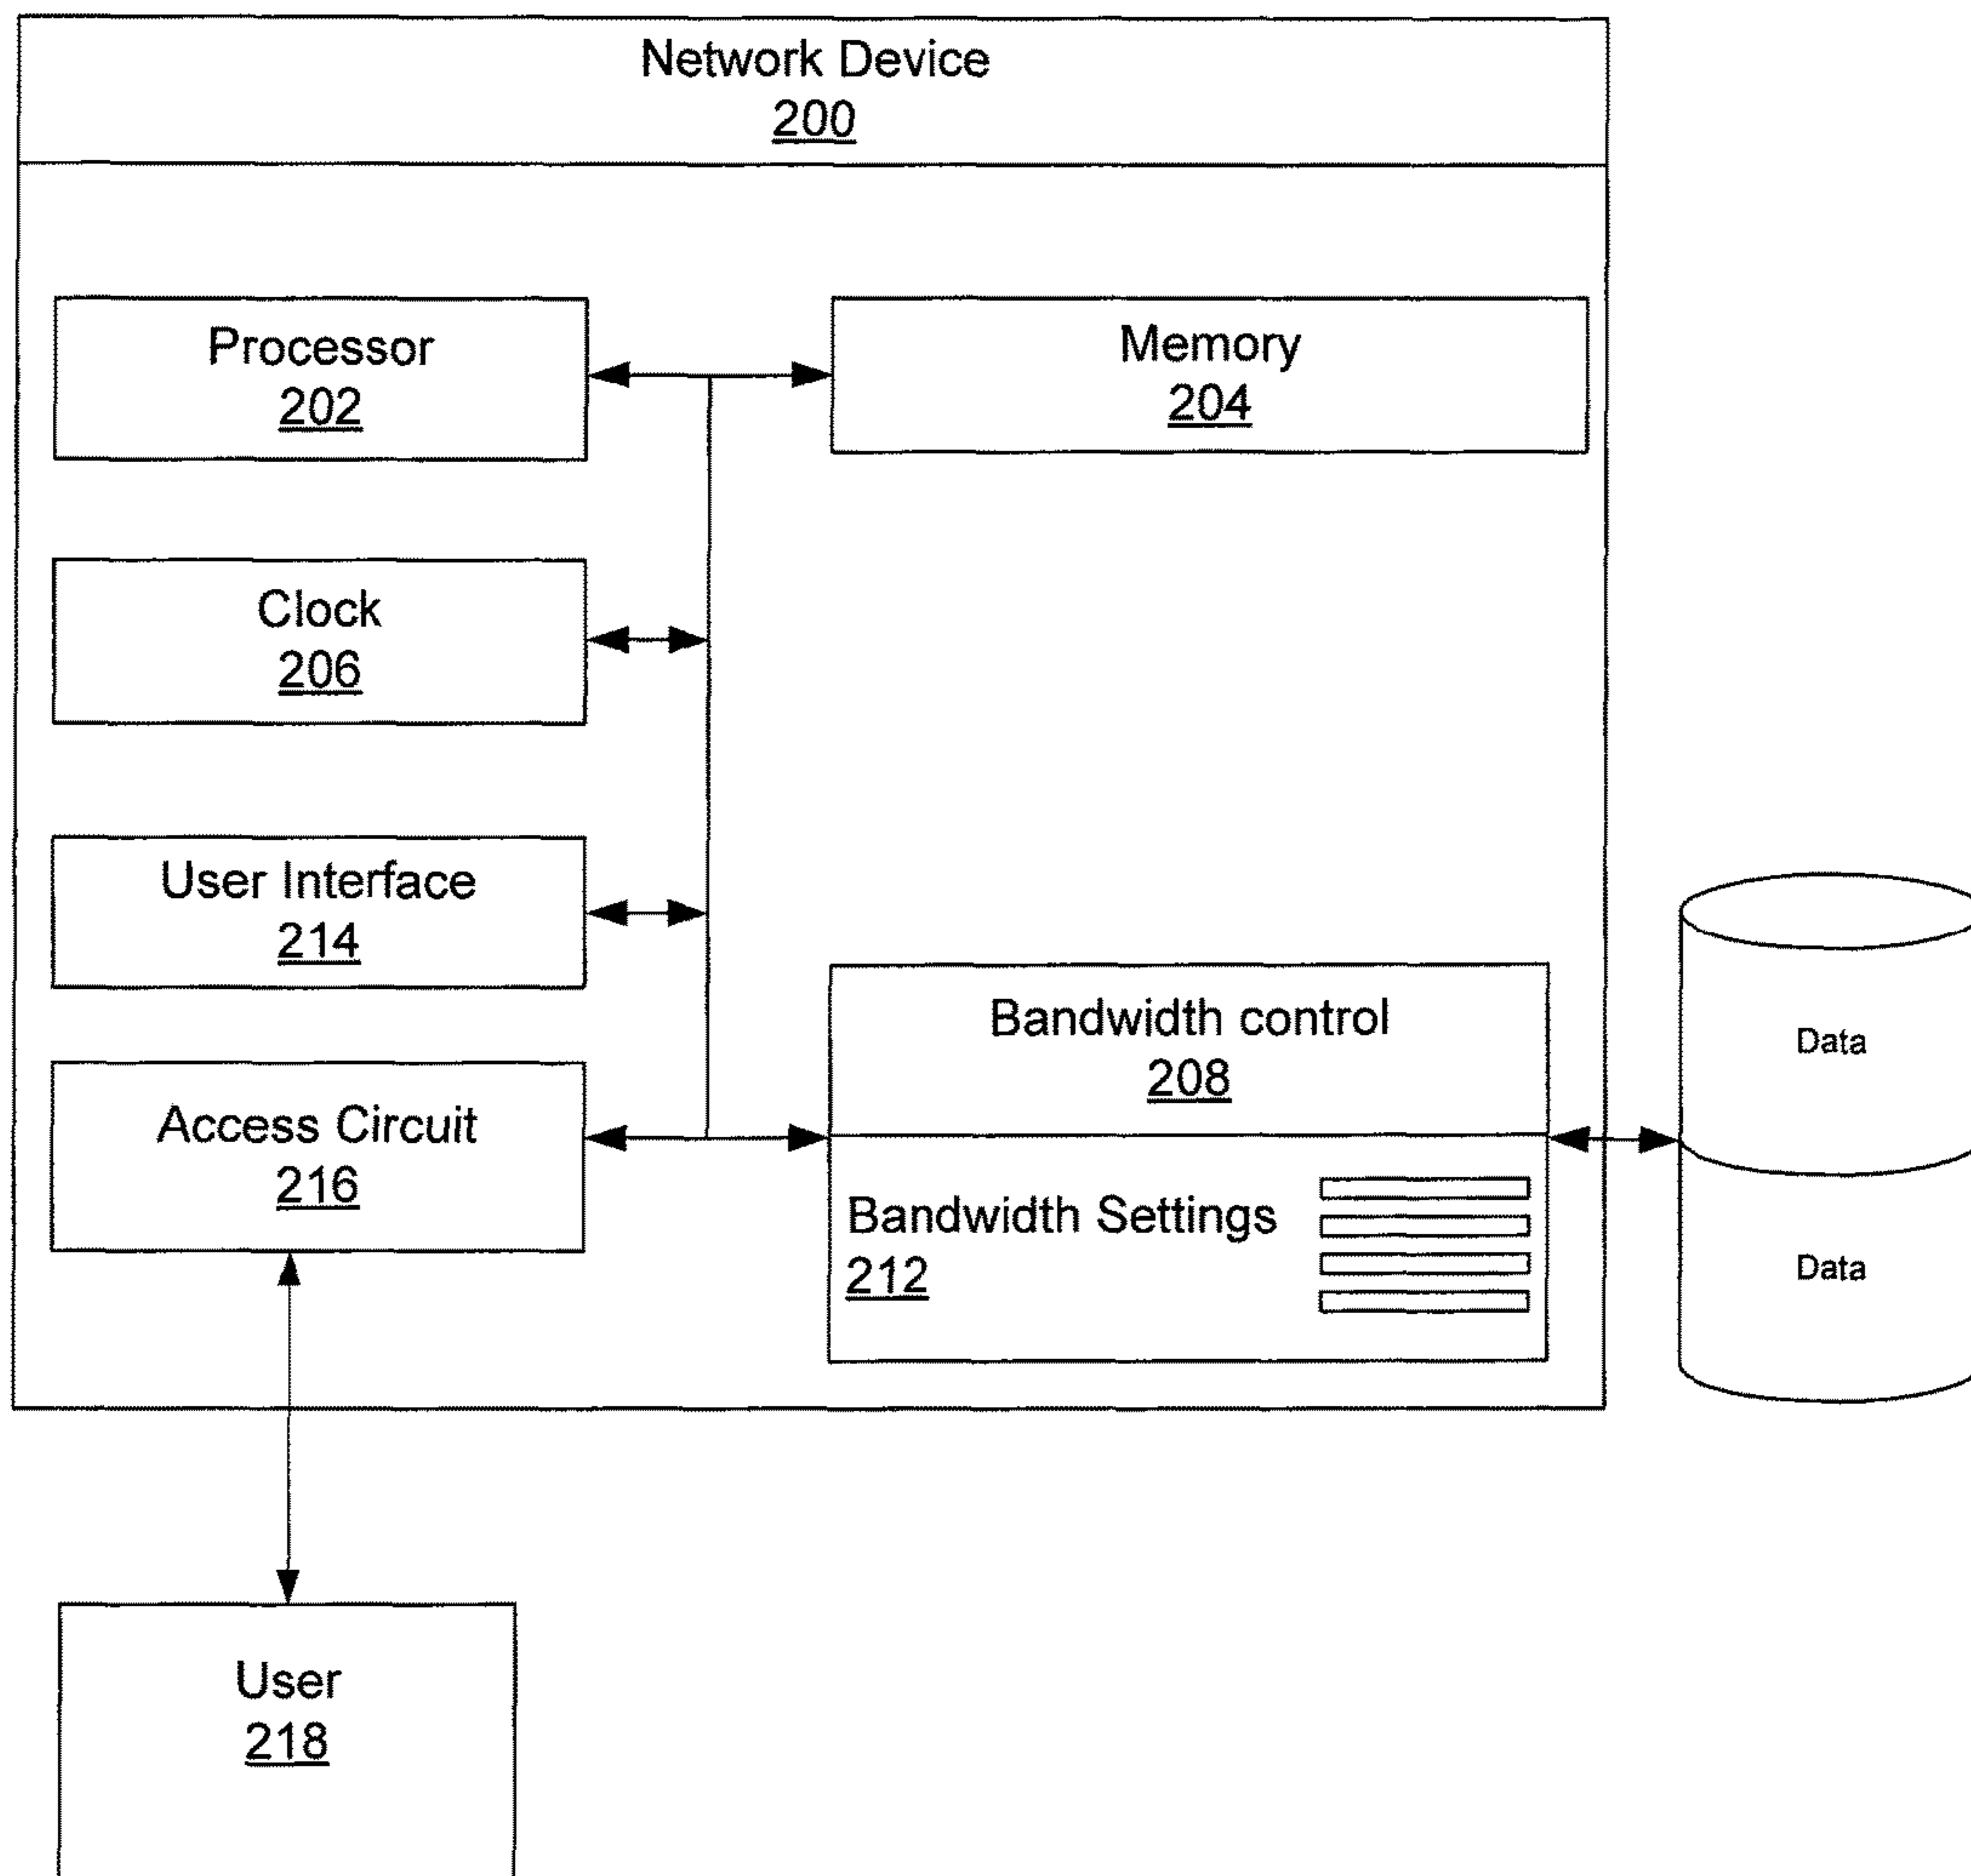 Network Device
200
Processor
202
Memory
204
Clock
206
User Interface
214
Bandwidth control
208
Data
Access Circuit
216
Bandwidth Settings
212
Data
User
218